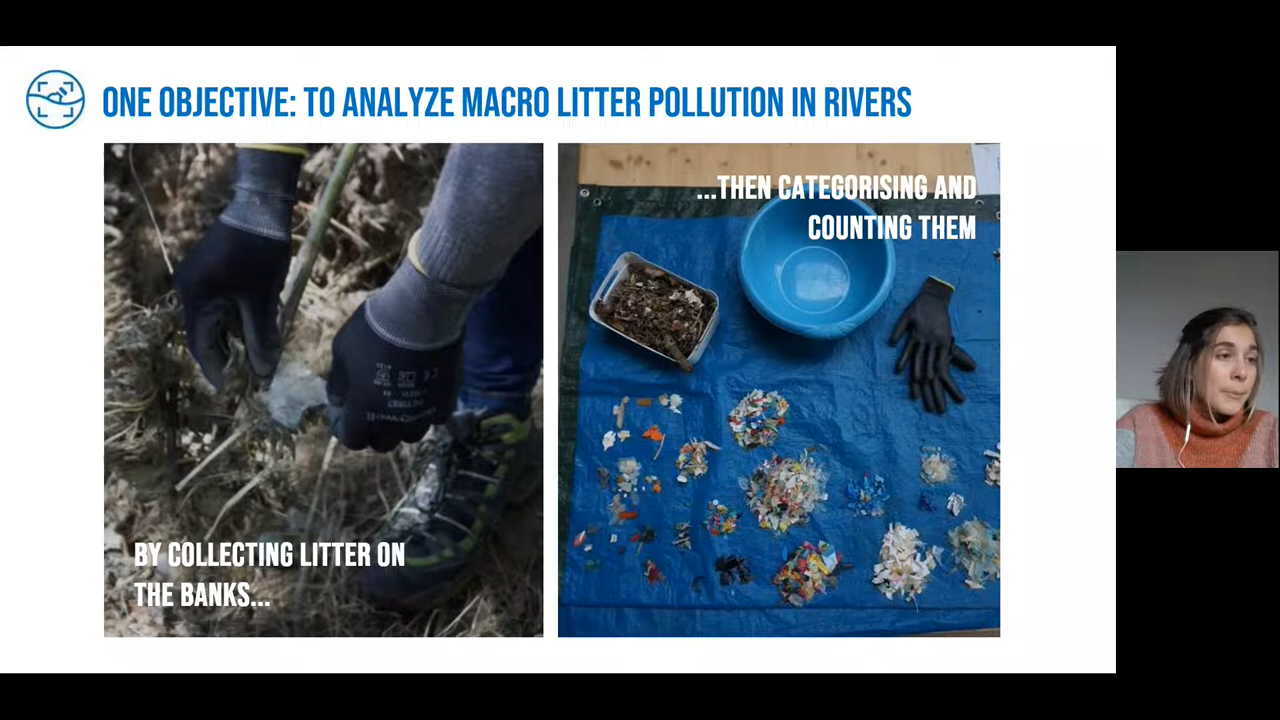 ONE OBJECTIVE: TO ANALYZE MACRO LITTER POLLUTION IN RIVERS
...THEN CATEGORISING AND
COUNTING THEM
BY COLLECTING LITTER ON
THE BANKS...